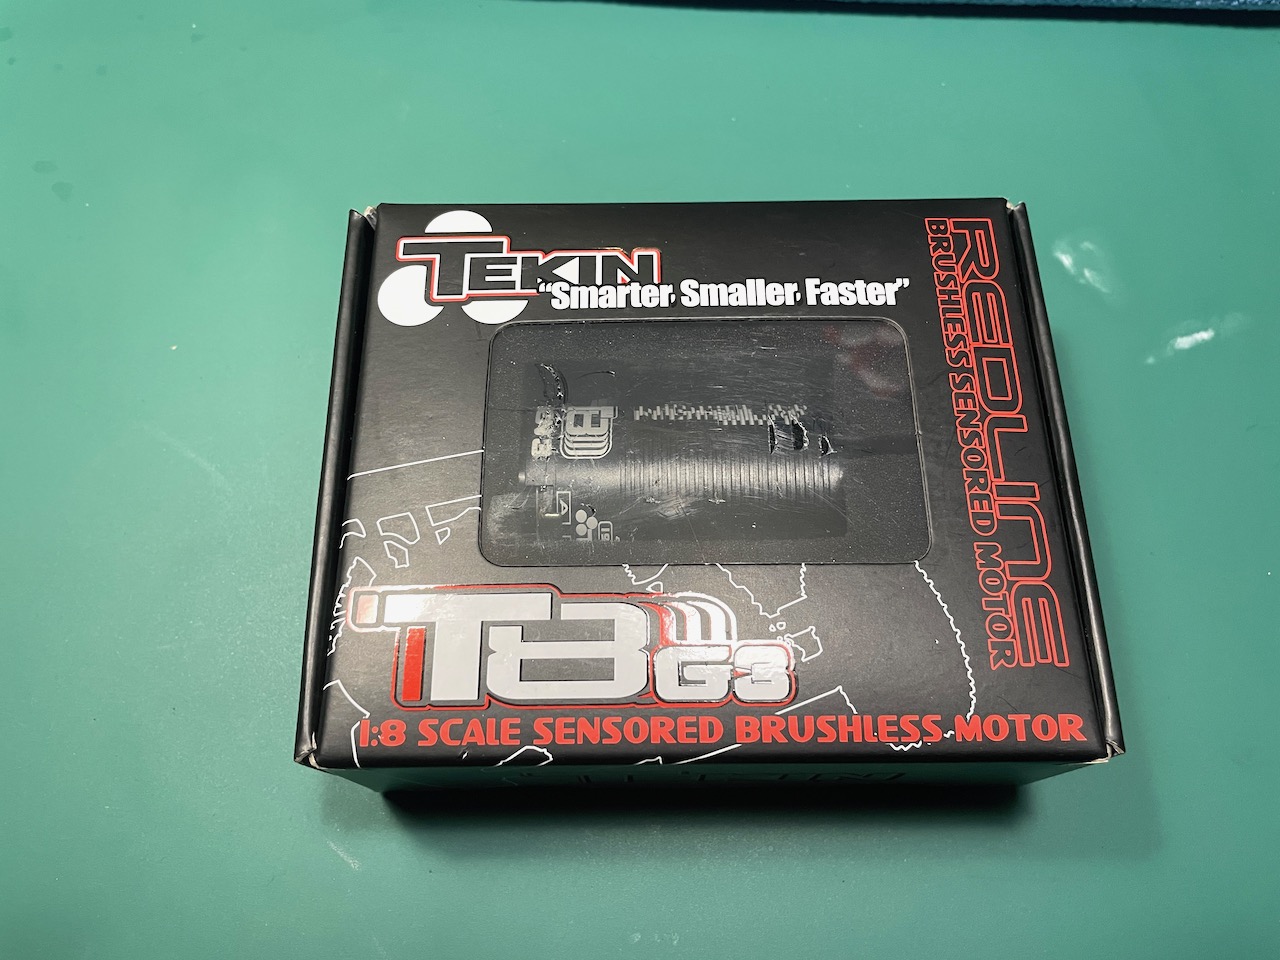 TEKIN
"Smarter, Smaller, Faster"
REDLINE
BRUSHLESS SENSORED MOTOR
T8 G3
1:8 SCALE SENSORED BRUSHLESS MOTOR